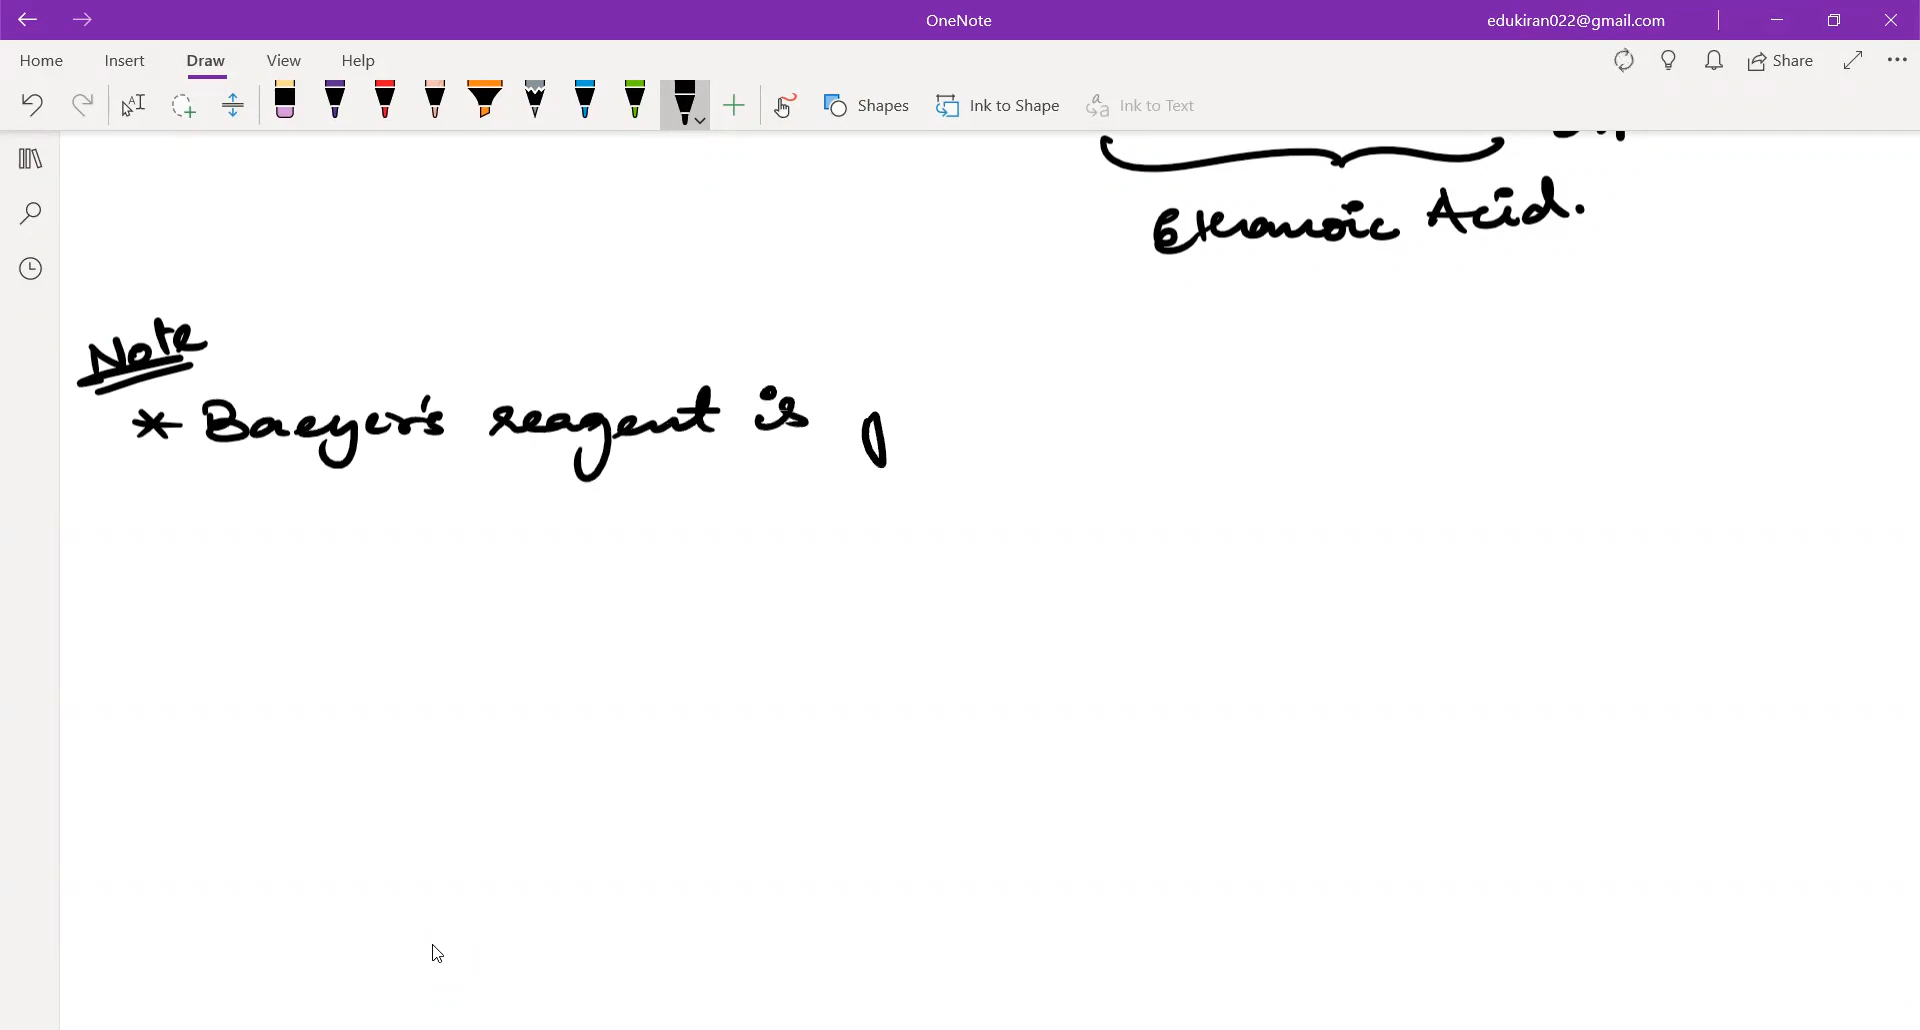 OneNote
edukiran022@gmail.com
Home Insert Draw View Help
Share
Shapes Ink to Shape Ink to Text
Ethanoic Acid.
Note
* Baeyer's reagent is